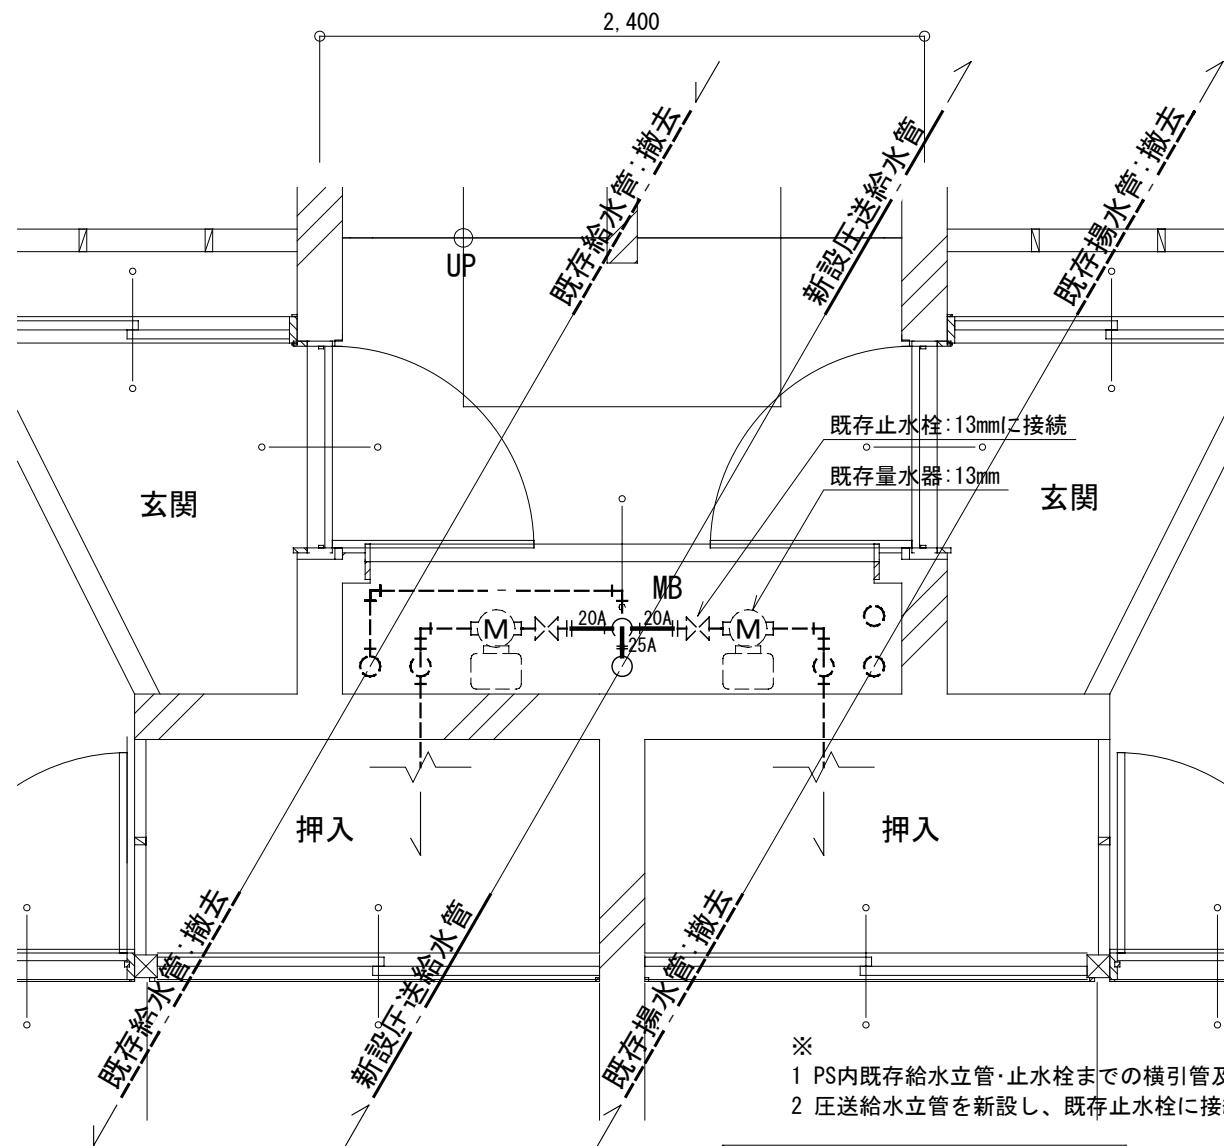 2,400
既存給水管:撤去
新設圧送給水管
既存揚水管:撤去
UP
既存止水栓:13mmに接続
既存量水器:13mm
玄関
玄関
MB
20A
20A
M
M
25A
押入
押入
既存給水管:撤去
新設圧送給水管
既存揚水管:撤去
※
1 PS内既存給水立管・止水栓までの横引管及
2 圧送給水立管を新設し、既存止水栓に接続